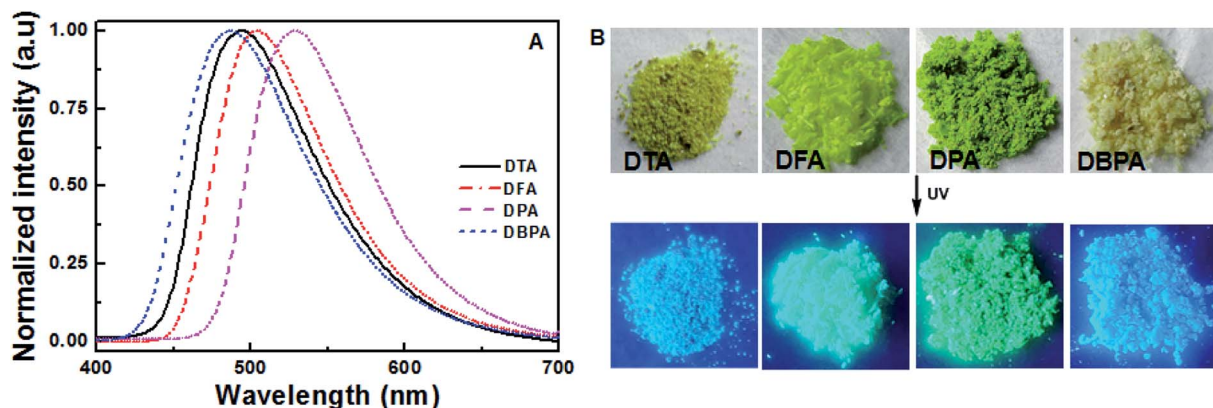 A
Normalized intensity (a.u)
1.00
0.75
0.50
0.25
0.00
400
500
600
700
Wavelength (nm)
DTA
DFA
DPA
DBPA
B
DTA
DFA
DPA
DBPA
UV